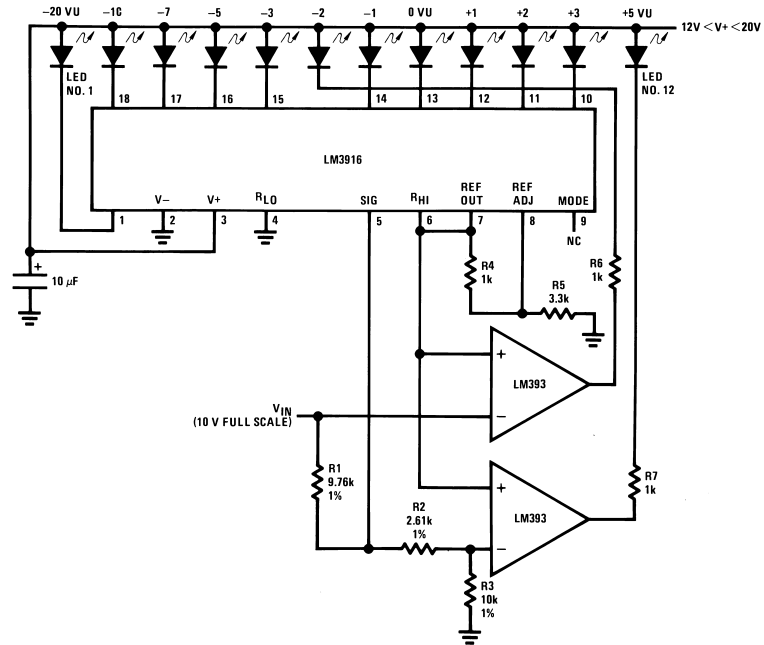 −20 VU −1C −7 −5 −3 −2 −1 0 VU +1 +2 +3 +5 VU
12V < V+ < 20V
LED
NO. 1
LED
NO. 12
18 17 16 15 14 13 12 11 10
LM3916
V− V+ RLO SIG RHI REF OUT REF ADJ MODE
1 2 3 4 5 6 7 8 9
NC
+
10 μF
R4
1k
R5
3.3k
R6
1k
+
LM393
−
VIN
(10 V FULL SCALE)
R1
9.76k
1%
R2
2.61k
1%
+
LM393
−
R7
1k
R3
10k
1%